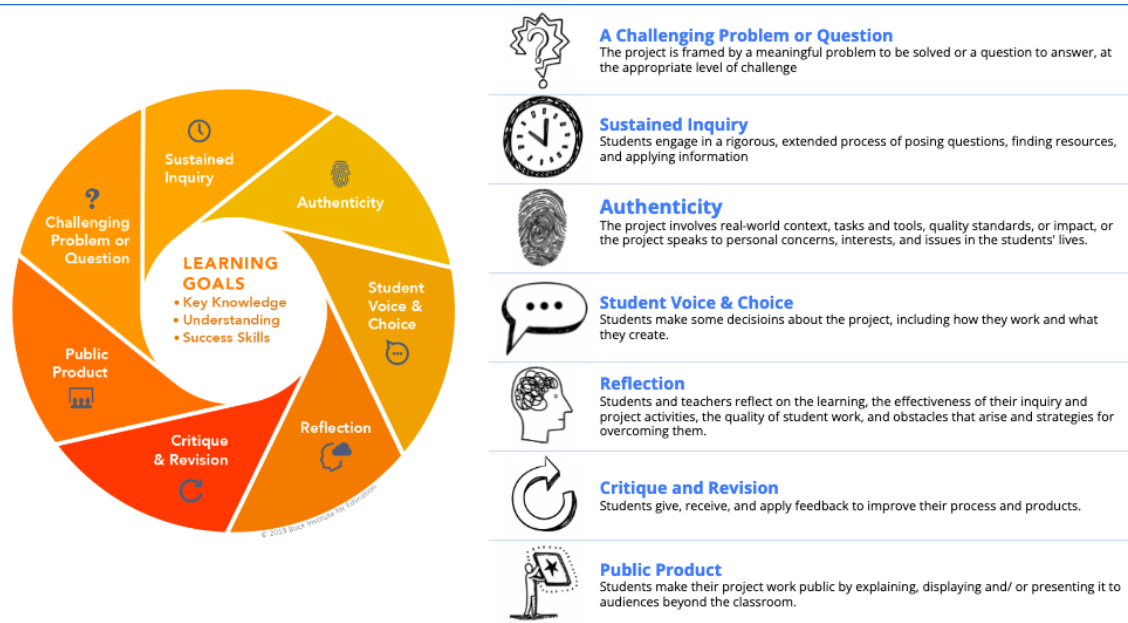 Sustained
Inquiry
Authenticity
Student
Voice &
Choice
Reflection
Critique
& Revision
Public
Product
?
Challenging
Problem or
Question
LEARNING
GOALS
• Key Knowledge
• Understanding
• Success Skills
© 2019 Buck Institute for Education
?
A Challenging Problem or Question
The project is framed by a meaningful problem to be solved or a question to answer, at
the appropriate level of challenge
Sustained Inquiry
Students engage in a rigorous, extended process of posing questions, finding resources,
and applying information
Authenticity
The project involves real-world context, tasks and tools, quality standards, or impact, or
the project speaks to personal concerns, interests, and issues in the students' lives.
Student Voice & Choice
Students make some decisioins about the project, including how they work and what
they create.
Reflection
Students and teachers reflect on the learning, the effectiveness of their inquiry and
project activities, the quality of student work, and obstacles that arise and strategies for
overcoming them.
Critique and Revision
Students give, receive, and apply feedback to improve their process and products.
Public Product
Students make their project work public by explaining, displaying and/ or presenting it to
audiences beyond the classroom.